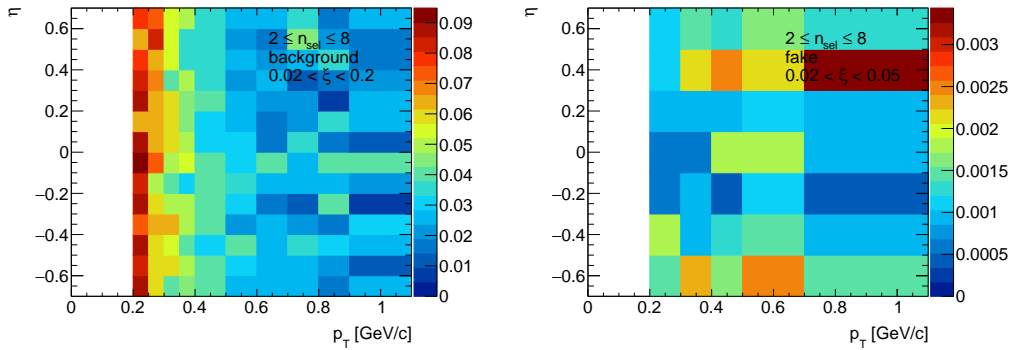 η
0.6
0.4
0.2
0
−0.2
−0.4
−0.6
2 ≤ n_sel ≤ 8
background
0.02 < ξ < 0.2
0 0.2 0.4 0.6 0.8 1
p_T [GeV/c]
0.09
0.08
0.07
0.06
0.05
0.04
0.03
0.02
0.01
0
η
0.6
0.4
0.2
0
−0.2
−0.4
−0.6
2 ≤ n_sel ≤ 8
fake
0.02 < ξ < 0.05
0 0.2 0.4 0.6 0.8 1
p_T [GeV/c]
0.003
0.0025
0.002
0.0015
0.001
0.0005
0